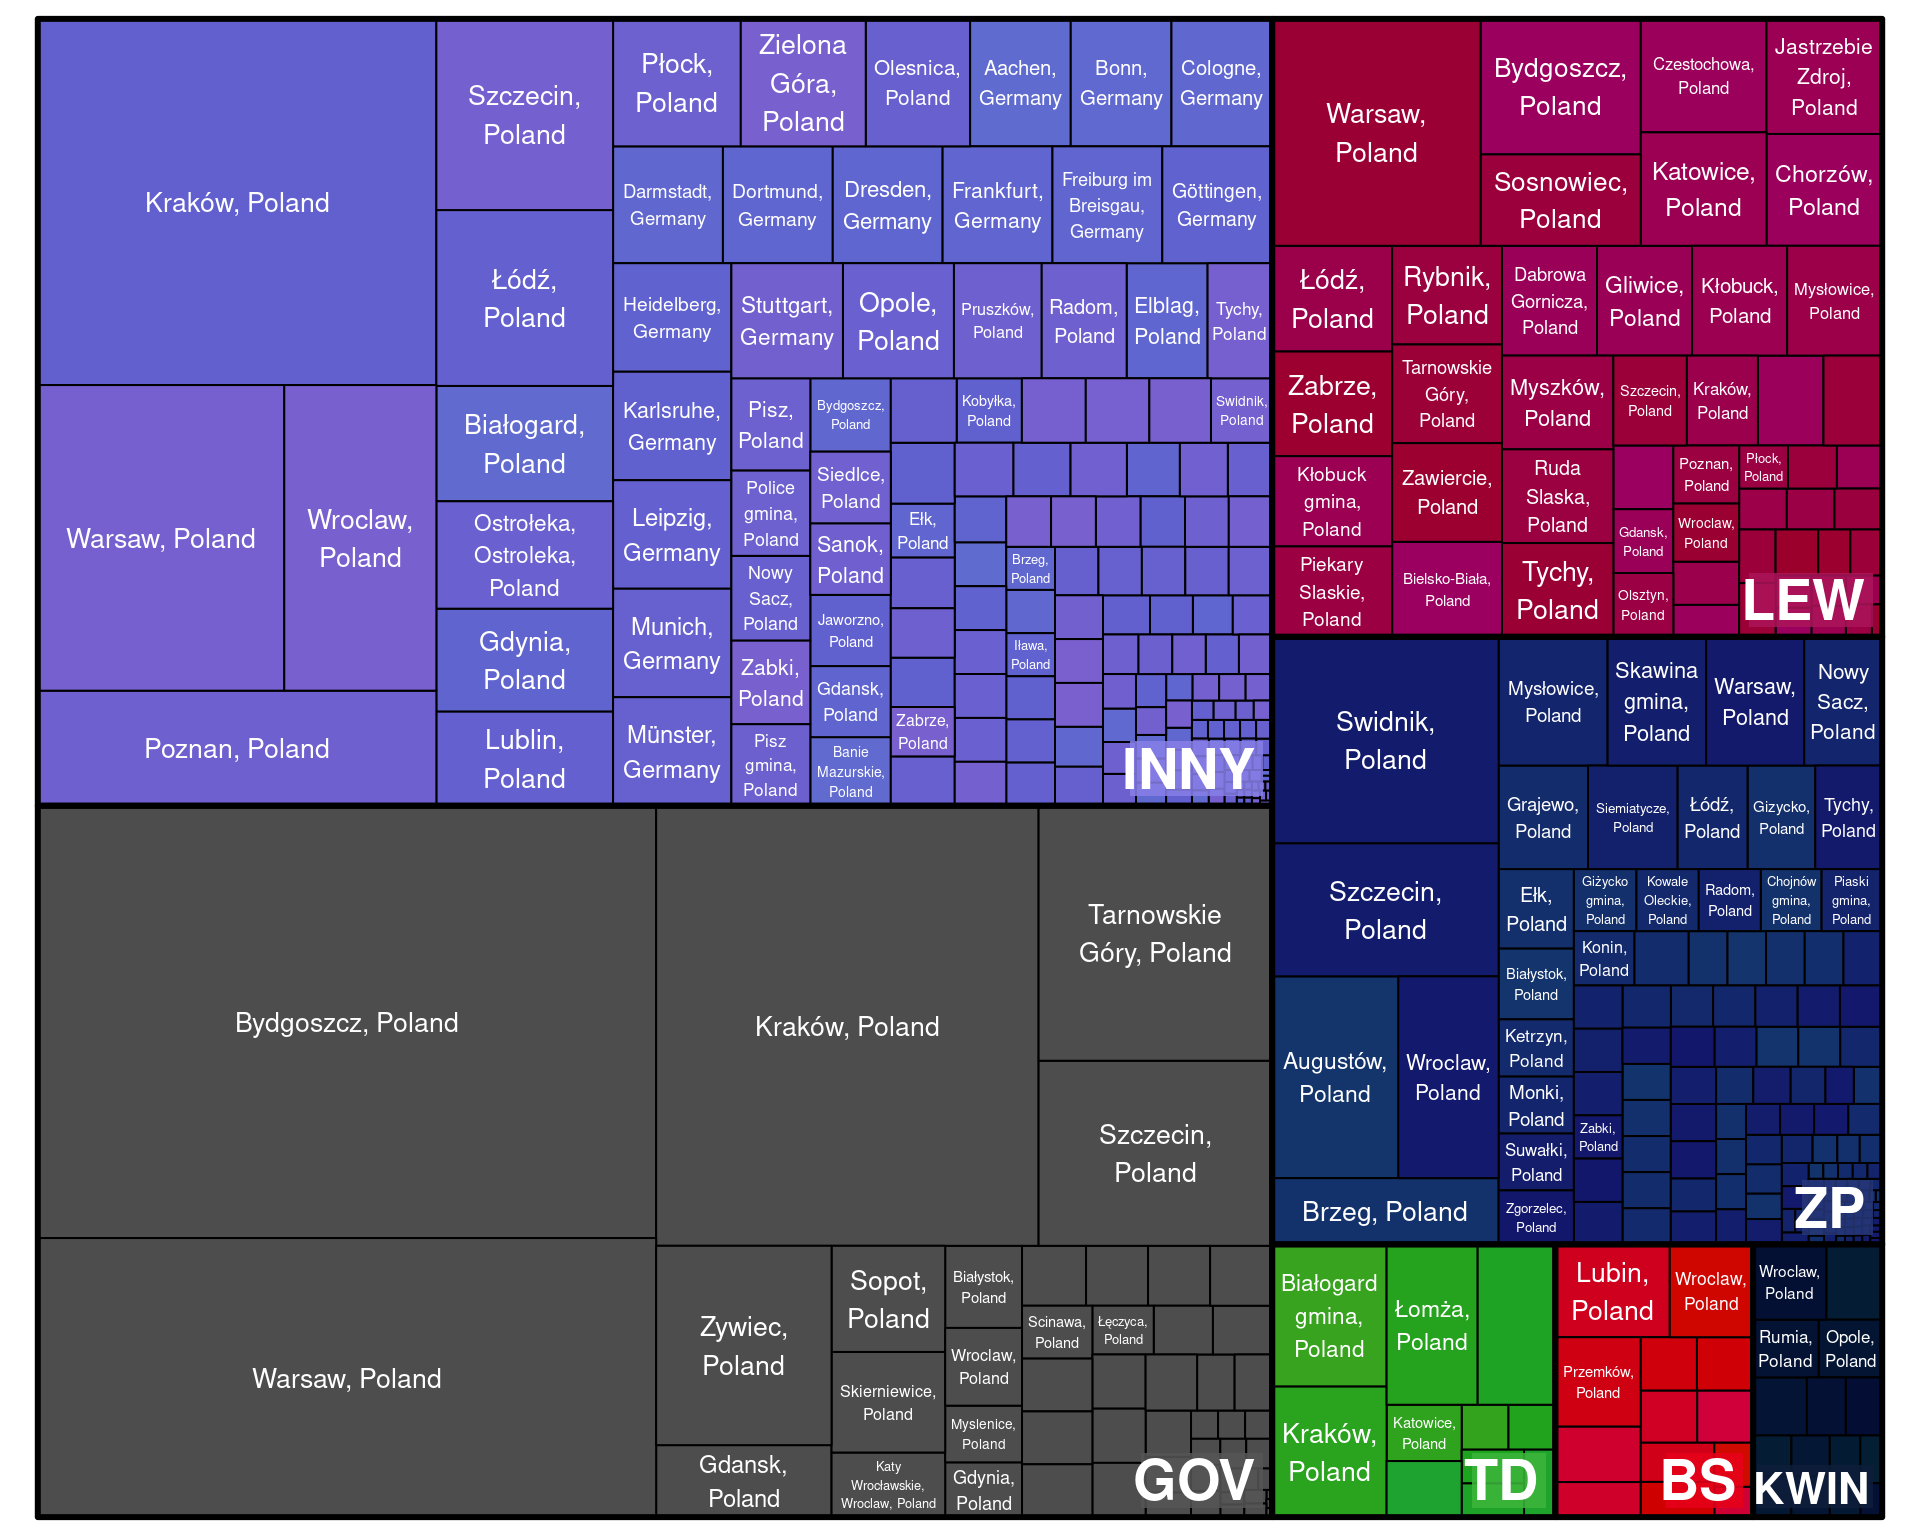 Kraków, Poland
Szczecin,
Poland
Łódź,
Poland
Warsaw, Poland
Wroclaw,
Poland
Poznan, Poland
Białogard,
Poland
Ostrołeka,
Ostroleka,
Poland
Gdynia,
Poland
Lublin,
Poland
Płock,
Poland
Zielona
Góra,
Poland
Olesnica,
Poland
Aachen,
Germany
Bonn,
Germany
Cologne,
Germany
Darmstadt,
Germany
Dortmund,
Germany
Dresden,
Germany
Frankfurt,
Germany
Freiburg im
Breisgau,
Germany
Göttingen,
Germany
Heidelberg,
Germany
Stuttgart,
Germany
Opole,
Poland
Pruszków,
Poland
Radom,
Poland
Elblag,
Poland
Tychy,
Poland
Karlsruhe,
Germany
Leipzig,
Germany
Munich,
Germany
Münster,
Germany
Pisz,
Poland
Police
gmina,
Poland
Nowy
Sacz,
Poland
Zabki,
Poland
Pisz
gmina,
Poland
Bydgoszcz,
Poland
Siedlce,
Poland
Sanok,
Poland
Jaworzno,
Poland
Gdansk,
Poland
Banie
Mazurskie,
Poland
Kobyłka,
Poland
Swidnik,
Poland
Ełk,
Poland
Zabrze,
Poland
Brzeg,
Poland
Iława,
Poland
INNY
Warsaw,
Poland
Bydgoszcz,
Poland
Sosnowiec,
Poland
Czestochowa,
Poland
Jastrzebie
Zdroj,
Poland
Katowice,
Poland
Chorzów,
Poland
Łódź,
Poland
Zabrze,
Poland
Kłobuck
gmina,
Poland
Piekary
Slaskie,
Poland
Rybnik,
Poland
Tarnowskie
Góry,
Poland
Zawiercie,
Poland
Bielsko-Biała,
Poland
Dabrowa
Gornicza,
Poland
Gliwice,
Poland
Kłobuck,
Poland
Mysłowice,
Poland
Myszków,
Poland
Ruda
Slaska,
Poland
Tychy,
Poland
Szczecin,
Poland
Kraków,
Poland
Gdansk,
Poland
Olsztyn,
Poland
Poznan,
Poland
Wroclaw,
Poland
Płock,
Poland
LEW
Bydgoszcz, Poland
Warsaw, Poland
Kraków, Poland
Tarnowskie
Góry, Poland
Szczecin,
Poland
Zywiec,
Poland
Gdansk,
Poland
Sopot,
Poland
Skierniewice,
Poland
Katy
Wrocławskie,
Wroclaw, Poland
Białystok,
Poland
Wroclaw,
Poland
Myslenice,
Poland
Gdynia,
Poland
Scinawa,
Poland
Łęczyca,
Poland
GOV
Swidnik,
Poland
Szczecin,
Poland
Augustów,
Poland
Wroclaw,
Poland
Brzeg, Poland
Mysłowice,
Poland
Skawina
gmina,
Poland
Warsaw,
Poland
Nowy
Sacz,
Poland
Grajewo,
Poland
Siemiatycze,
Poland
Łódź,
Poland
Gizycko,
Poland
Tychy,
Poland
Ełk,
Poland
Białystok,
Poland
Ketrzyn,
Poland
Monki,
Poland
Suwałki,
Poland
Zgorzelec,
Poland
Giżycko
gmina,
Poland
Kowale
Oleckie,
Poland
Radom,
Poland
Chojnów
gmina,
Poland
Piaski
gmina,
Poland
Konin,
Poland
Zabki,
Poland
ZP
Białogard
gmina,
Poland
Kraków,
Poland
Łomża,
Poland
Katowice,
Poland
TD
Lubin,
Poland
Wroclaw,
Poland
Przemków,
Poland
BS
Wroclaw,
Poland
Rumia,
Poland
Opole,
Poland
KWIN